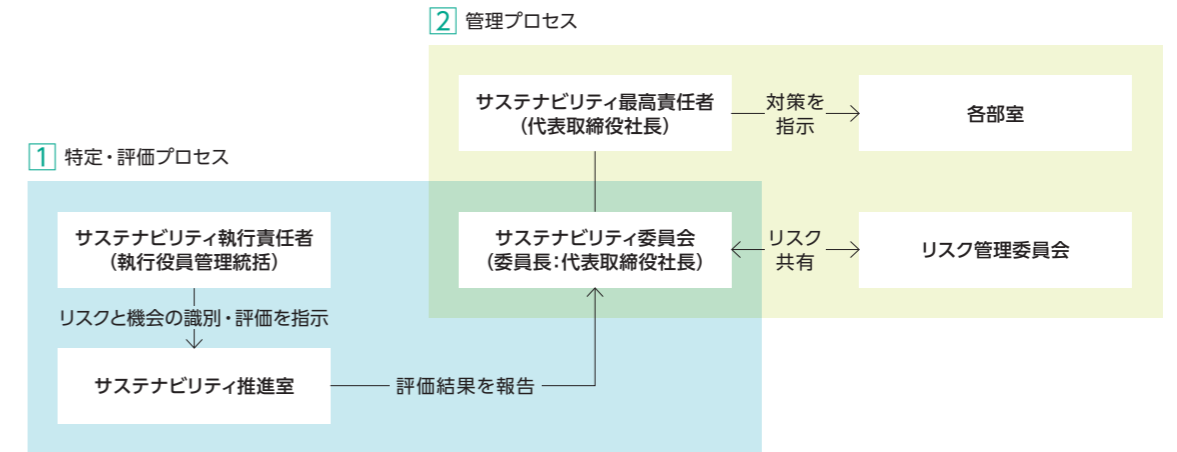 2 管理プロセス
サステナビリティ最高責任者
（代表取締役社長）
対策を
指示
各部室
1 特定・評価プロセス
サステナビリティ執行責任者
（執行役員管理統括）
サステナビリティ委員会
（委員長：代表取締役社長）
リスク
共有
リスク管理委員会
リスクと機会の識別・評価を指示
サステナビリティ推進室
評価結果を報告